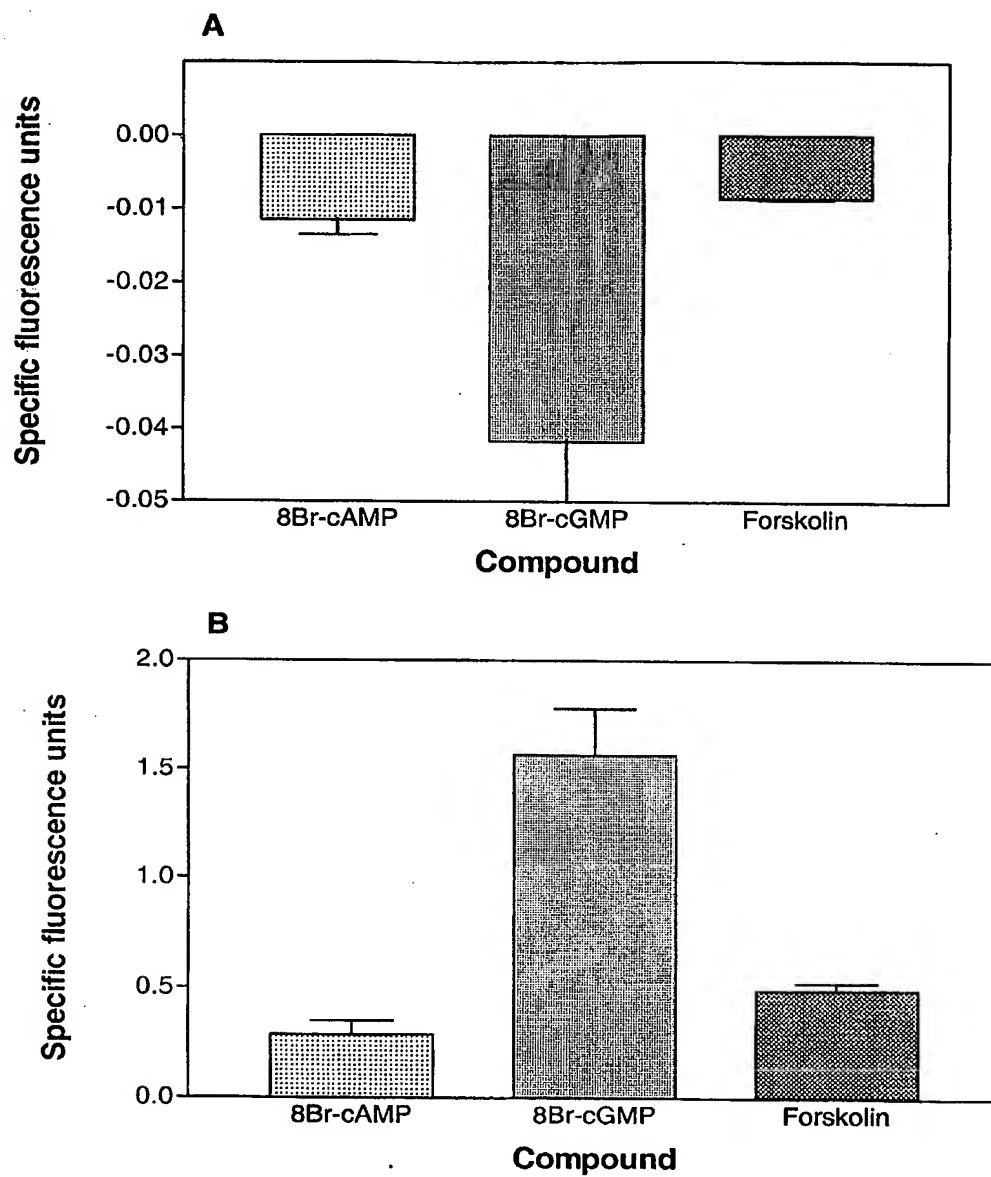 A
Specific fluorescence units
0.00
-0.01
-0.02
-0.03
-0.04
-0.05
8Br-cAMP 8Br-cGMP Forskolin
Compound
B
Specific fluorescence units
2.0
1.5
1.0
0.5
0.0
8Br-cAMP 8Br-cGMP Forskolin
Compound